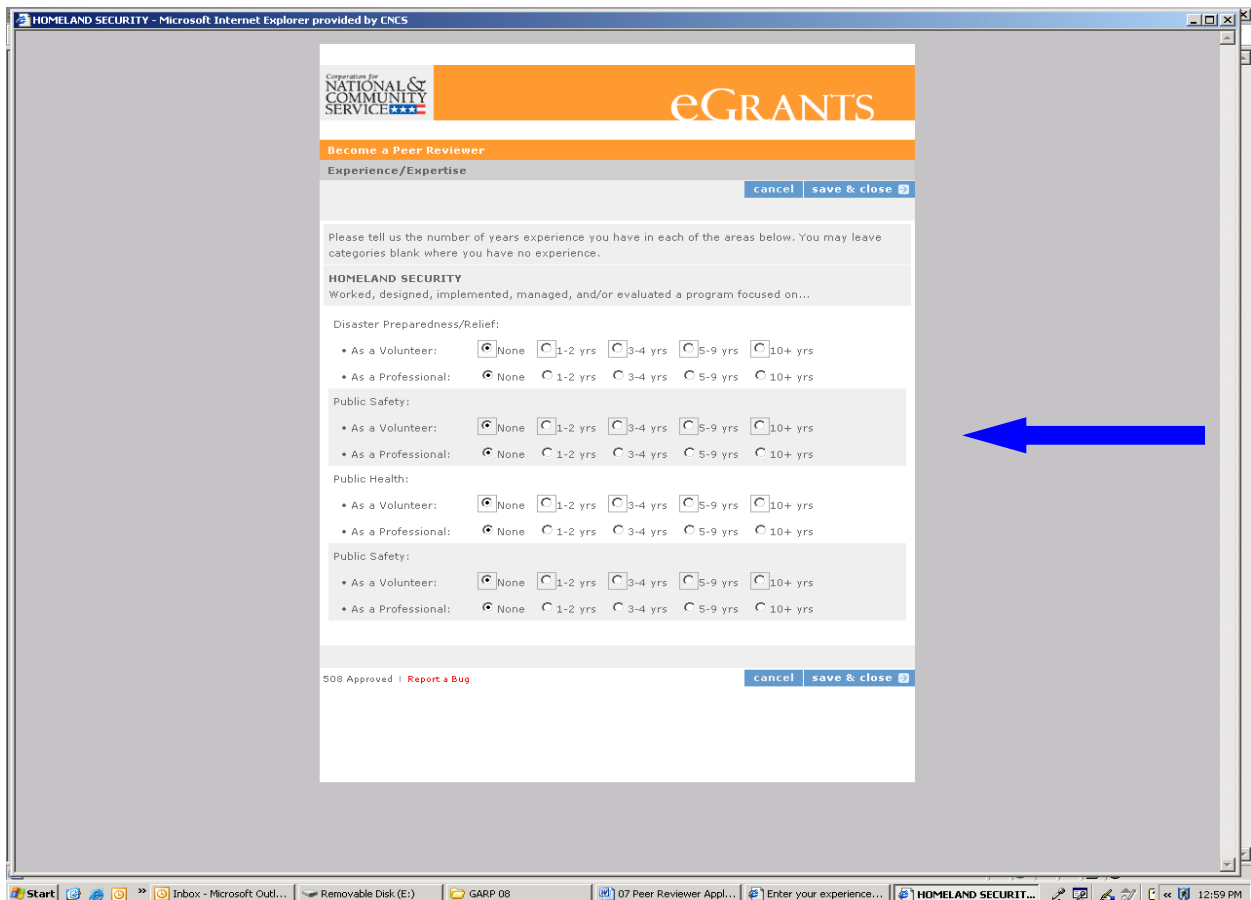 HOMELAND SECURITY - Microsoft Internet Explorer provided by CNCS
Corporation for
NATIONAL &
COMMUNITY
SERVICE
eGRANTS
Become a Peer Reviewer
Experience/Expertise
cancel save & close
Please tell us the number of years experience you have in each of the areas below. You may leave
categories blank where you have no experience.
HOMELAND SECURITY
Worked, designed, implemented, managed, and/or evaluated a program focused on...
Disaster Preparedness/Relief:
• As a Volunteer: None 1-2 yrs 3-4 yrs 5-9 yrs 10+ yrs
• As a Professional: None 1-2 yrs 3-4 yrs 5-9 yrs 10+ yrs
Public Safety:
• As a Volunteer: None 1-2 yrs 3-4 yrs 5-9 yrs 10+ yrs
• As a Professional: None 1-2 yrs 3-4 yrs 5-9 yrs 10+ yrs
Public Health:
• As a Volunteer: None 1-2 yrs 3-4 yrs 5-9 yrs 10+ yrs
• As a Professional: None 1-2 yrs 3-4 yrs 5-9 yrs 10+ yrs
Public Safety:
• As a Volunteer: None 1-2 yrs 3-4 yrs 5-9 yrs 10+ yrs
• As a Professional: None 1-2 yrs 3-4 yrs 5-9 yrs 10+ yrs
508 Approved | Report a Bug cancel save & close
Start » Inbox - Microsoft Outl... Removable Disk (E:) GARP 08 07 Peer Reviewer Appl... Enter your experience... HOMELAND SECURIT... « 12:59 PM